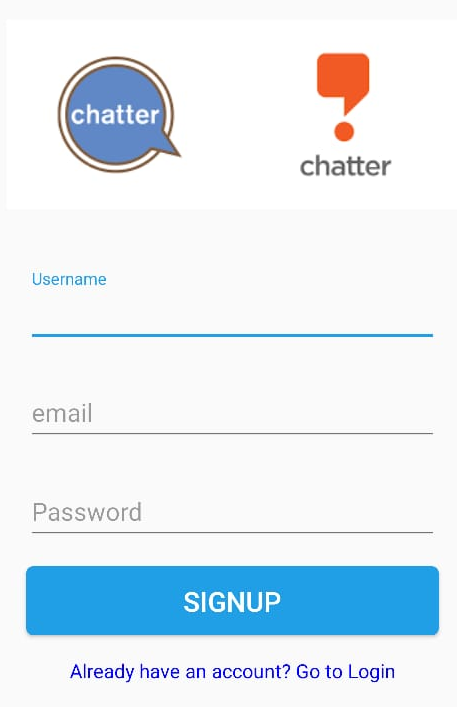 chatter
chatter
Username
email
Password
SIGNUP
Already have an account? Go to Login